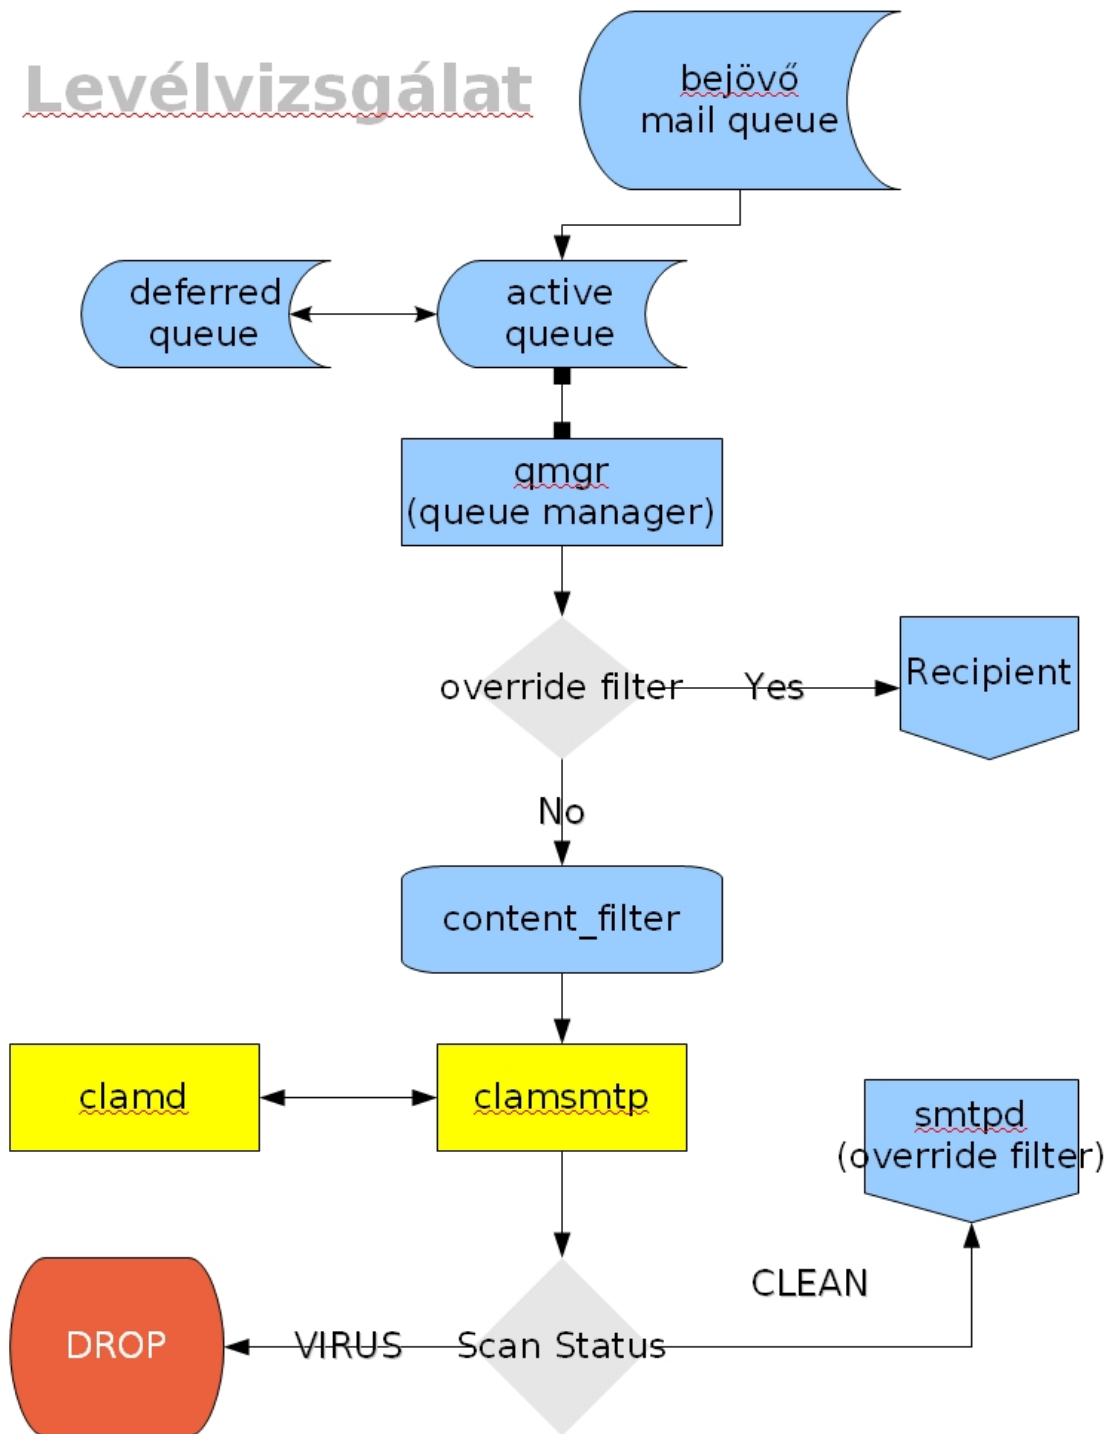 Levélvizsgálat
bejövő
mail queue
deferred
queue
active
queue
qmgr
(queue manager)
override filter
Yes
Recipient
No
content_filter
clamd
clamsmtp
smtpd
(override filter)
CLEAN
DROP
VIRUS
Scan Status